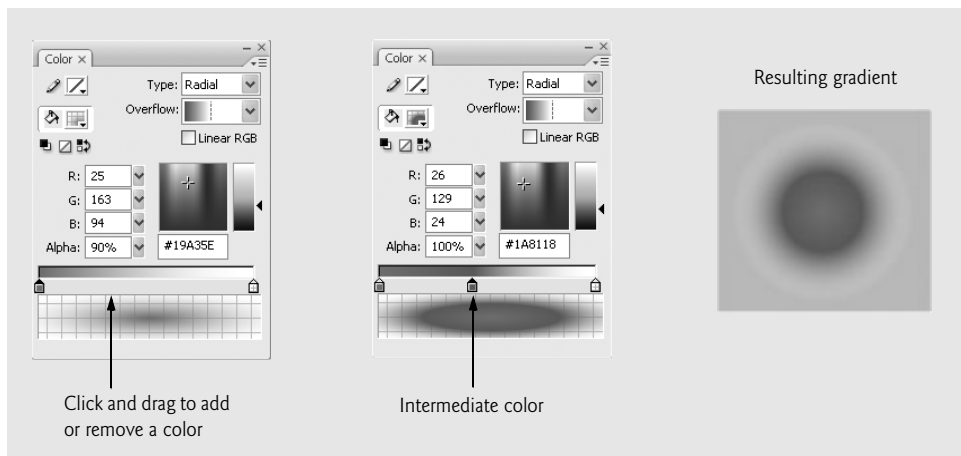 Color ×
Type: Radial
Overflow:
Linear RGB
R: 25
G: 163
B: 94
Alpha: 90% #19A35E
Click and drag to add
or remove a color
Color ×
Type: Radial
Overflow:
Linear RGB
R: 26
G: 129
B: 24
Alpha: 100% #1A8118
Intermediate color
Resulting gradient